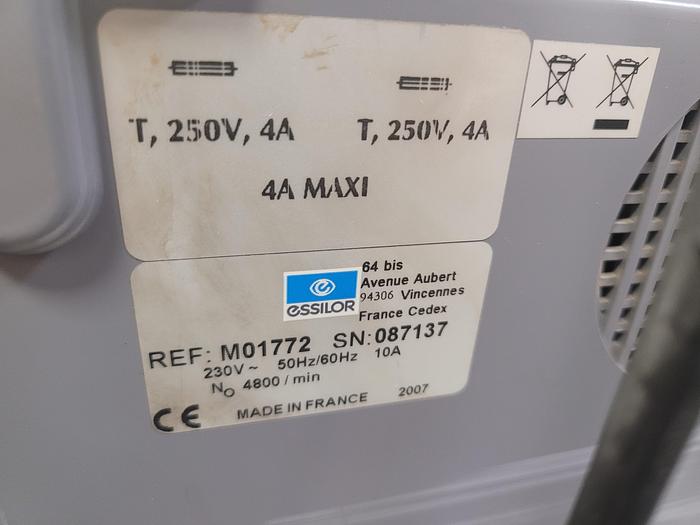 T, 250V, 4A
T, 250V, 4A
4A MAXI
essilor
64 bis
Avenue Aubert
94306 Vincennes
France Cedex
REF: M01772 SN: 087137
230V ~ 50Hz/60Hz 10A
NO 4800 / min
CE MADE IN FRANCE 2007